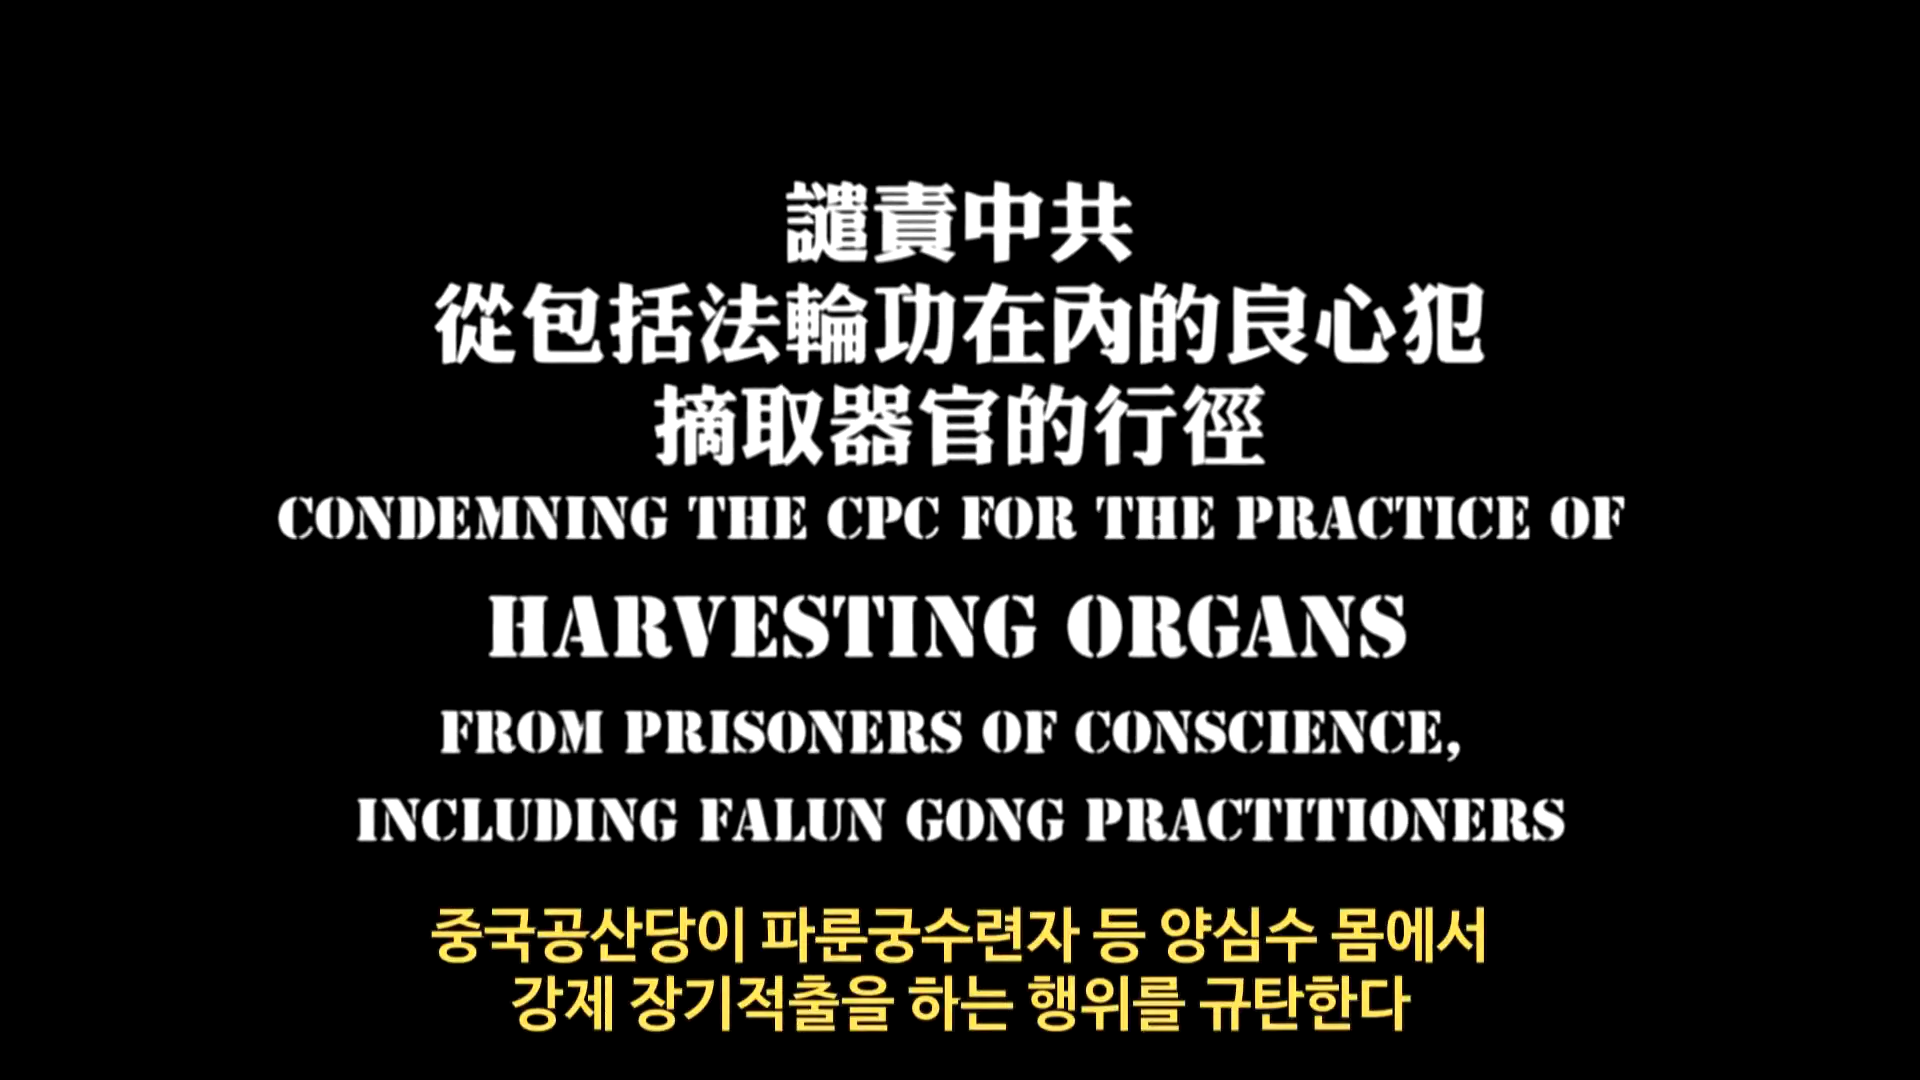 譴責中共
從包括法輪功在內的良心犯
摘取器官的行徑
CONDEMNING THE CPC FOR THE PRACTICE OF
HARVESTING ORGANS
FROM PRISONERS OF CONSCIENCE,
INCLUDING FALUN GONG PRACTITIONERS
중국공산당이 파룬궁수련자 등 양심수 몸에서
강제 장기적출을 하는 행위를 규탄한다